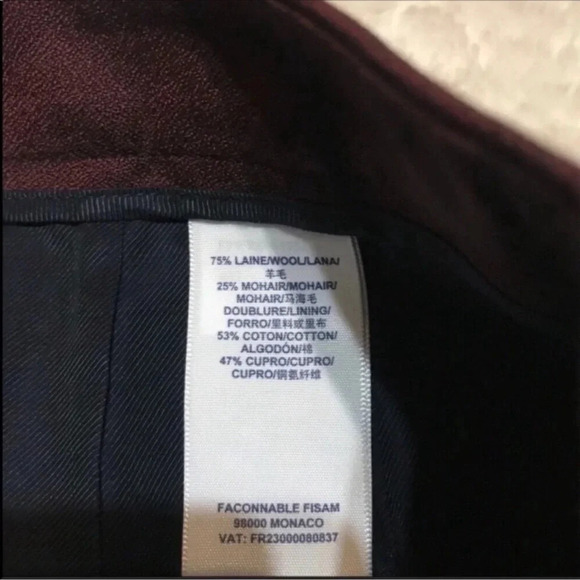 75% LAINE/WOOL/LANA/
羊毛
25% MOHAIR/MOHAIR/
MOHAIR/马海毛
DOUBLURE/LINING/
FORRO/里料或里布
53% COTON/COTTON/
ALGODÓN/棉
47% CUPRO/CUPRO/
CUPRO/铜氨纤维
FACONNABLE FISAM
98000 MONACO
VAT: FR23000080837